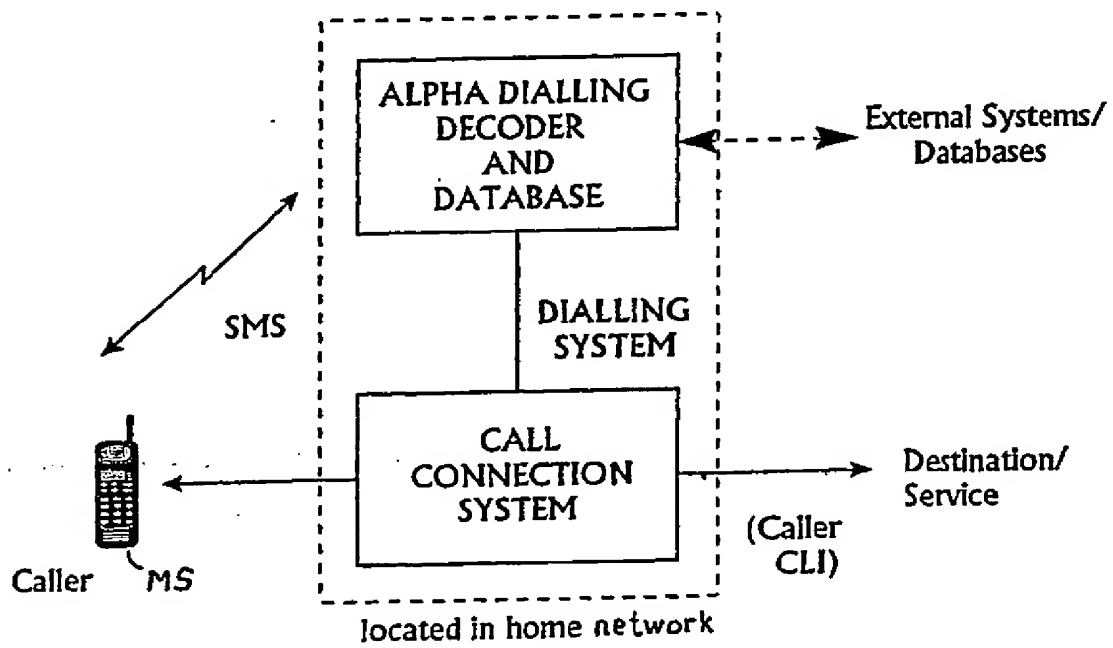 ALPHA DIALLING
DECODER
AND
DATABASE
External Systems/
Databases
SMS
DIALLING
SYSTEM
CALL
CONNECTION
SYSTEM
Destination/
Service
(Caller
CLI)
Caller
MS
located in home network